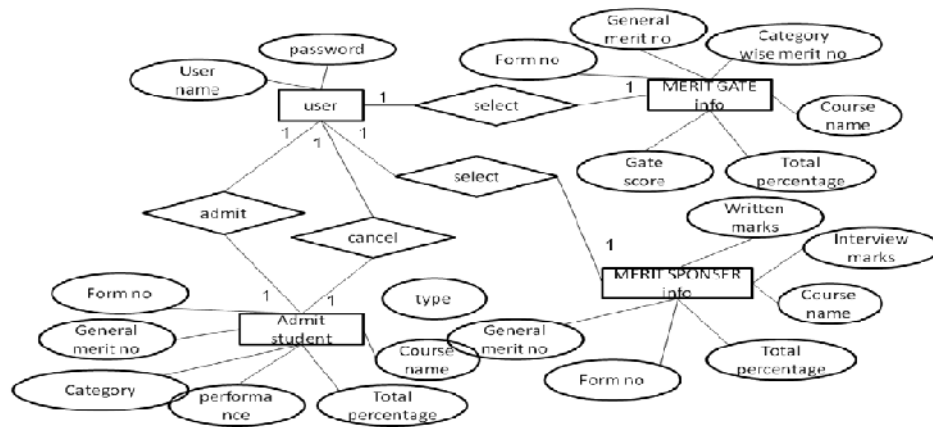 General
merit no
Category
wise merit no
password
Form no
User
name
user
1
select
1
MERIT GATE
info
Course
name
1
1
1
select
Gate
score
Total
percentage
admit
cancel
Written
marks
Interview
marks
1
MERIT SPONSER
info
Course
name
Form no
1
1
type
General
merit no
Admit
student
General
merit no
Course
name
Total
percentage
Form no
Category
performa
nce
Total
percentage